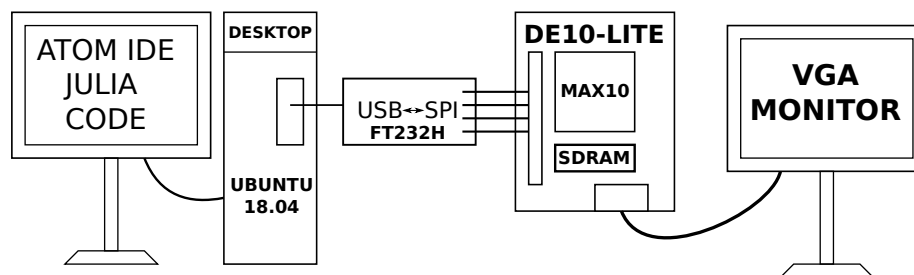 ATOM IDE
JULIA
CODE
DESKTOP
UBUNTU
18.04
USB↔SPI
FT232H
DE10-LITE
MAX10
SDRAM
VGA
MONITOR